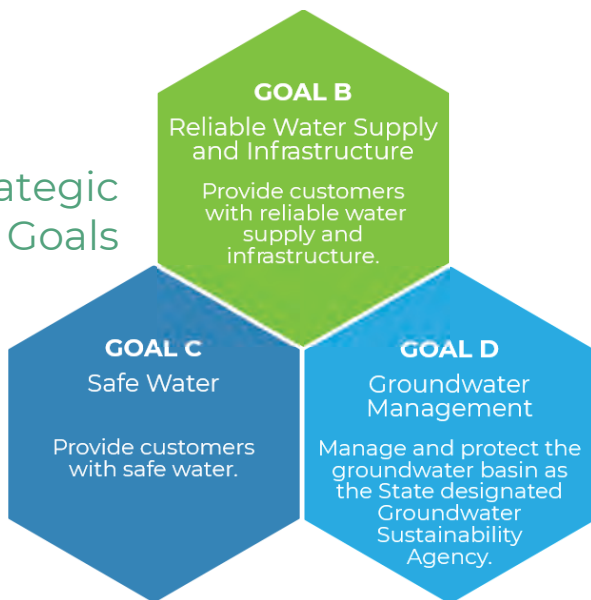 GOAL B
Reliable Water Supply
and Infrastructure
Provide customers
with reliable water
supply and
infrastructure.
ategic
Goals
GOAL C
Safe Water
Provide customers
with safe water.
GOAL D
Groundwater
Management
Manage and protect the
groundwater basin as
the State designated
Groundwater
Sustainability
Agency.